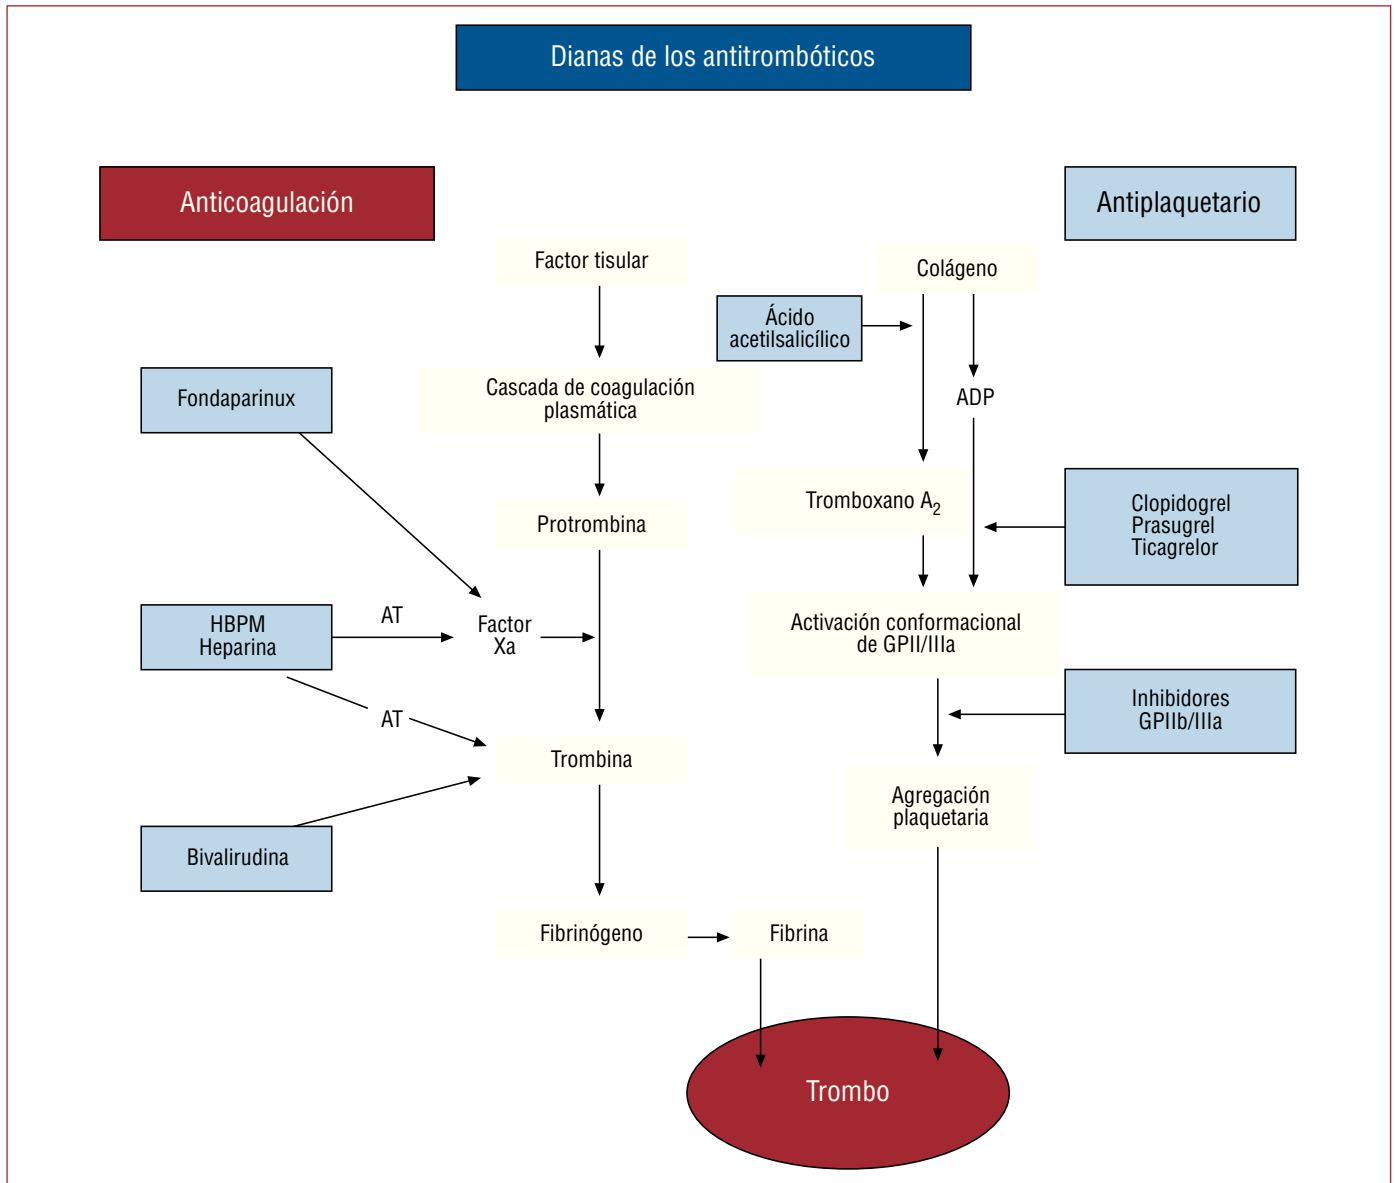 Dianas de los antitrombóticos
Anticoagulación
Antiplaquetario
Factor tisular
Colágeno
Ácido
acetilsalicílico
Fondaparinux
Cascada de coagulación
plasmática
ADP
Tromboxano A₂
Clopidogrel
Prasugrel
Ticagrelor
Protrombina
HBPM
Heparina
AT
Factor
Xa
Activación conformacional
de GPII/IIIa
AT
Inhibidores
GPIIb/IIIa
Trombina
Agregación
plaquetaria
Bivalirudina
Fibrinógeno
Fibrina
Trombo